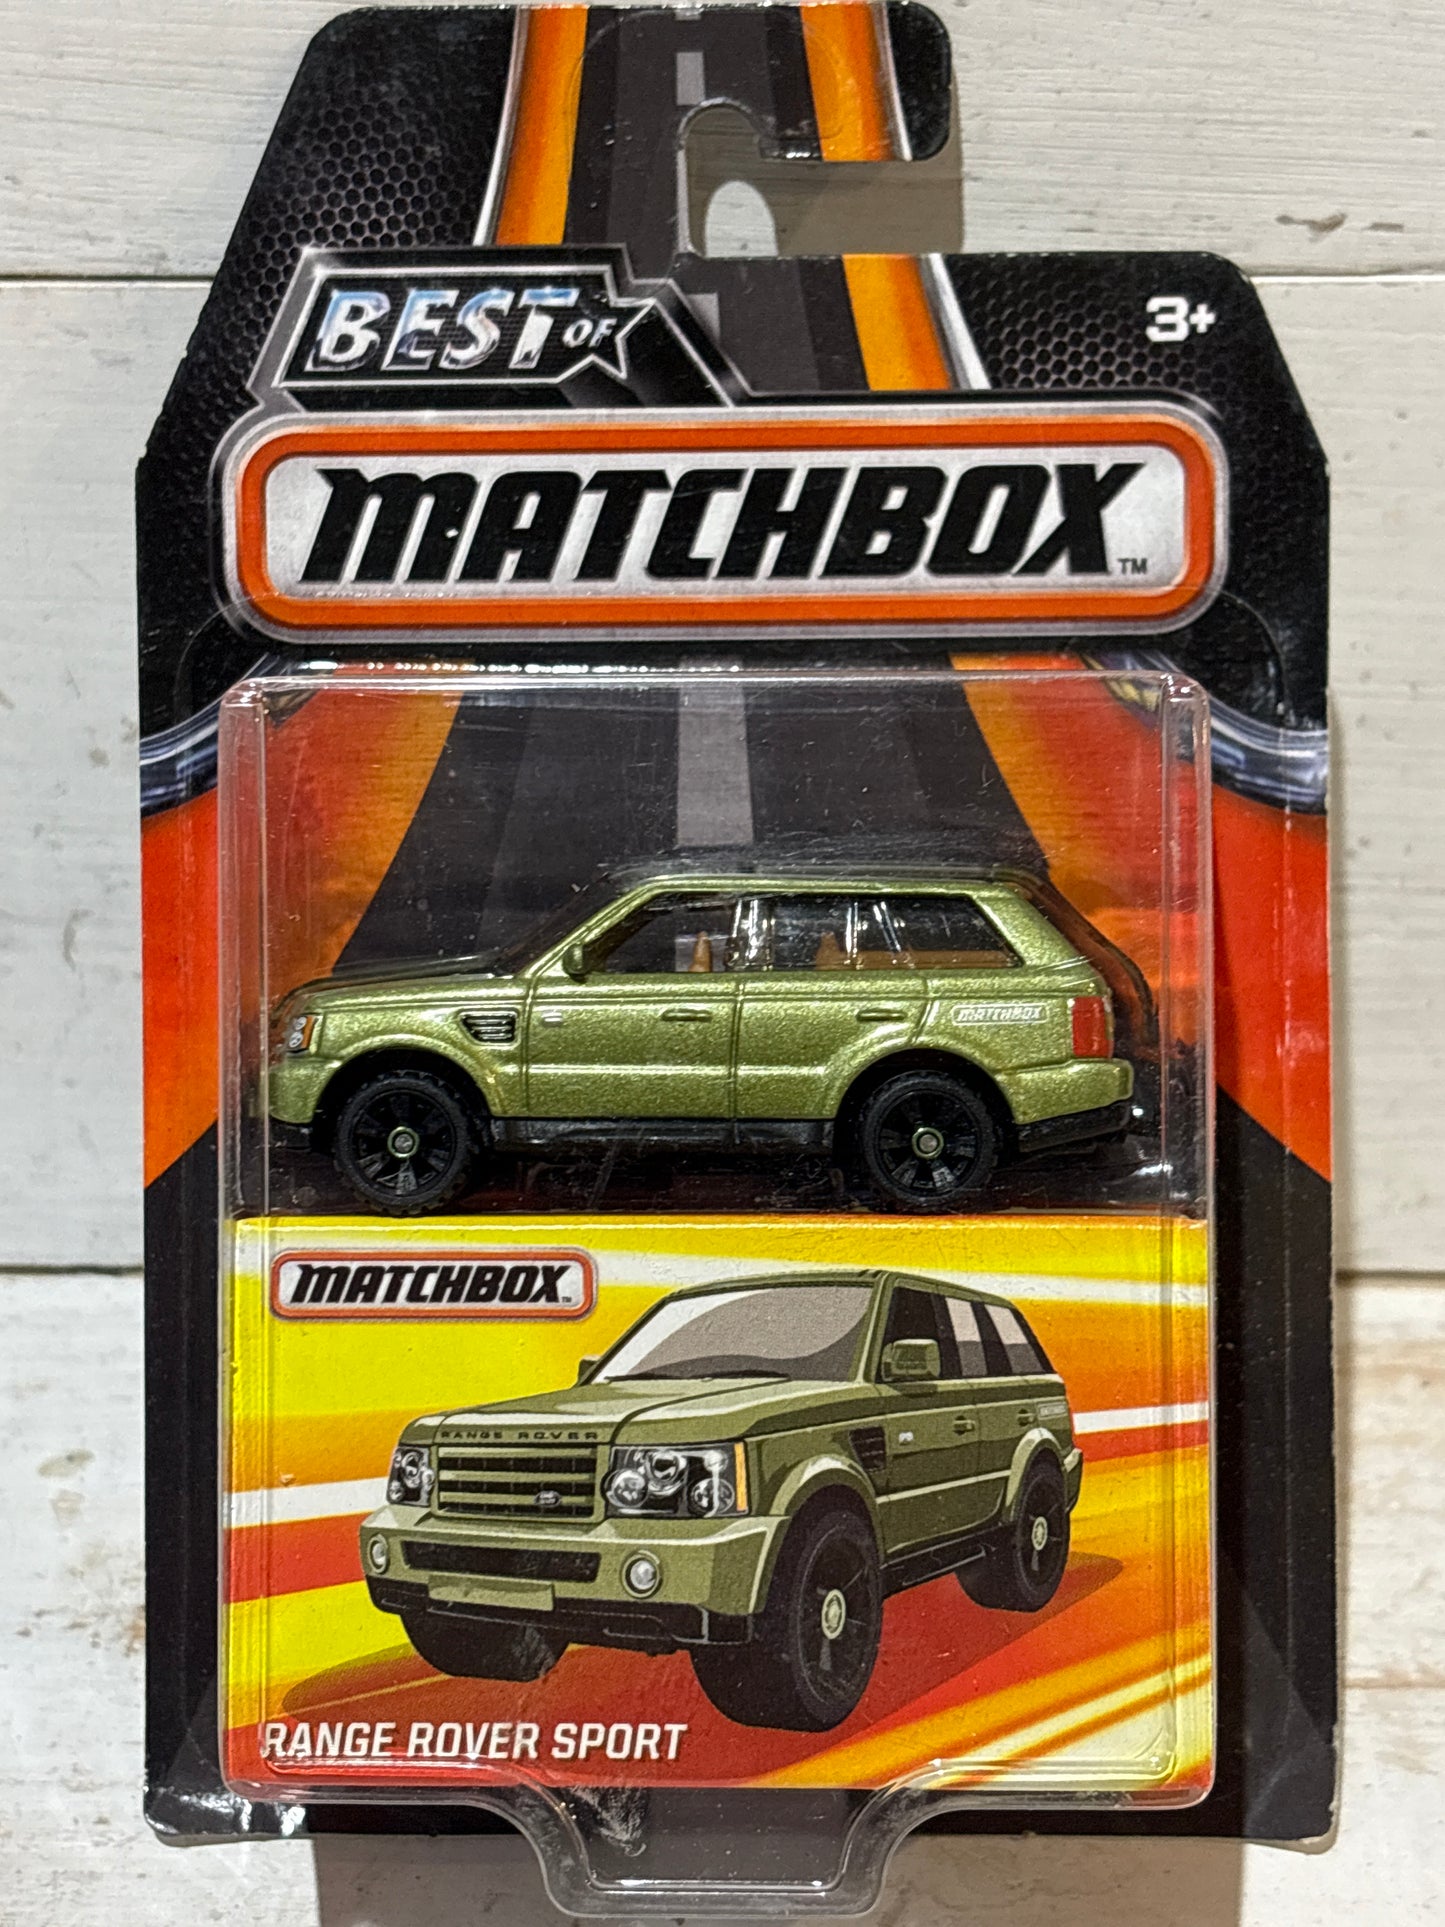 BEST OF
3+
MATCHBOX™
MATCHBOX
MATCHBOX™
RANGE ROVER
RANGE ROVER SPORT